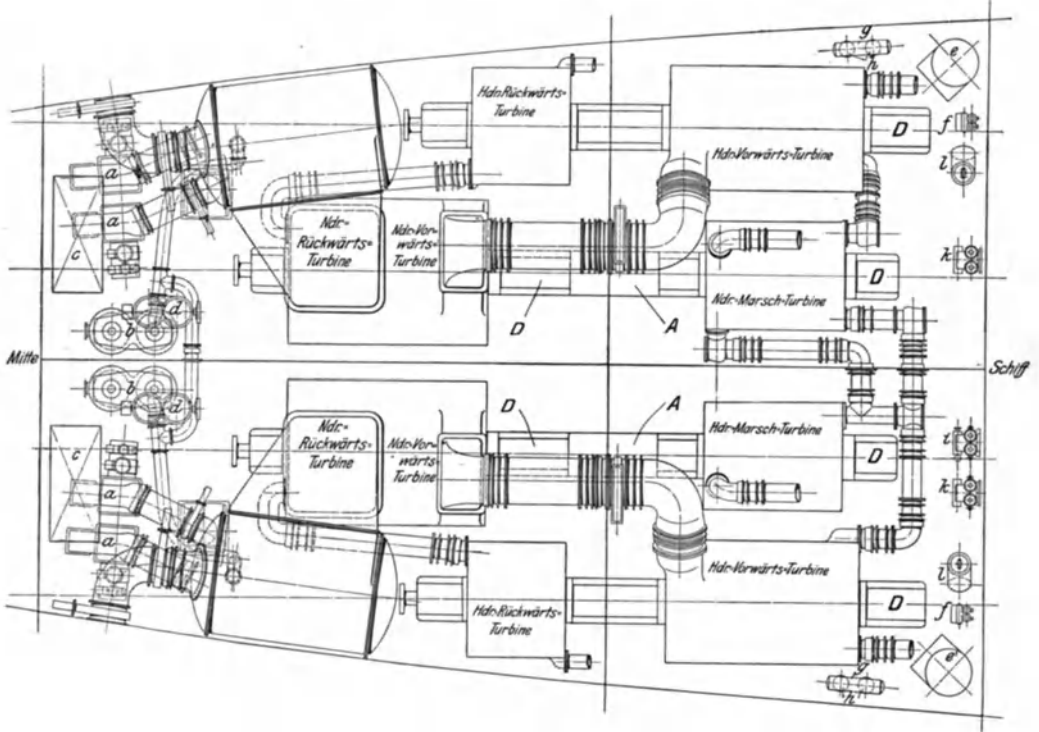 g
e
h
Hdr.Rückwärts=
Turbine
D
f
Hdr.Vorwärts=Turbine
l
a
a
Ndr.=
Rückwärts=
Turbine
Ndr.Vor=
wärts=
Turbine
c
k
D
Ndr.=Marsch=Turbine
d
b
D
A
Mitte
Schiff
b
d
D
A
Ndr.=
Rückwärts=
Turbine
Ndr.Vor=
wärts=
Turbine
Hdr.Marsch=Turbine
i
c
D
k
a
a
Hdr.Vorwärts=Turbine
l
Hdr.Rückwärts=
Turbine
D
f
g
e
h